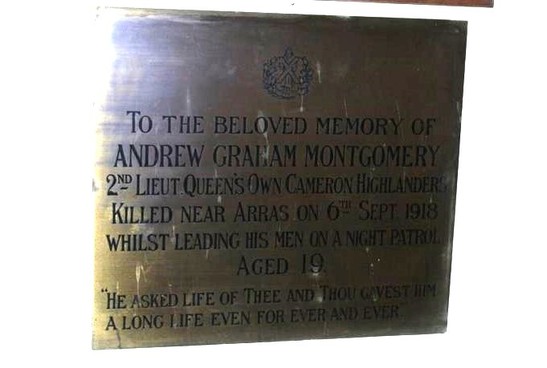 TO THE BELOVED MEMORY OF
ANDREW GRAHAM MONTGOMERY
2ND LIEUT QUEEN'S OWN CAMERON HIGHLANDERS
KILLED NEAR ARRAS ON 6TH SEPT. 1918
WHILST LEADING HIS MEN ON A NIGHT PATROL
AGED 19.
"HE ASKED LIFE OF THEE AND THOU GAVEST HIM
A LONG LIFE EVEN FOR EVER AND EVER"